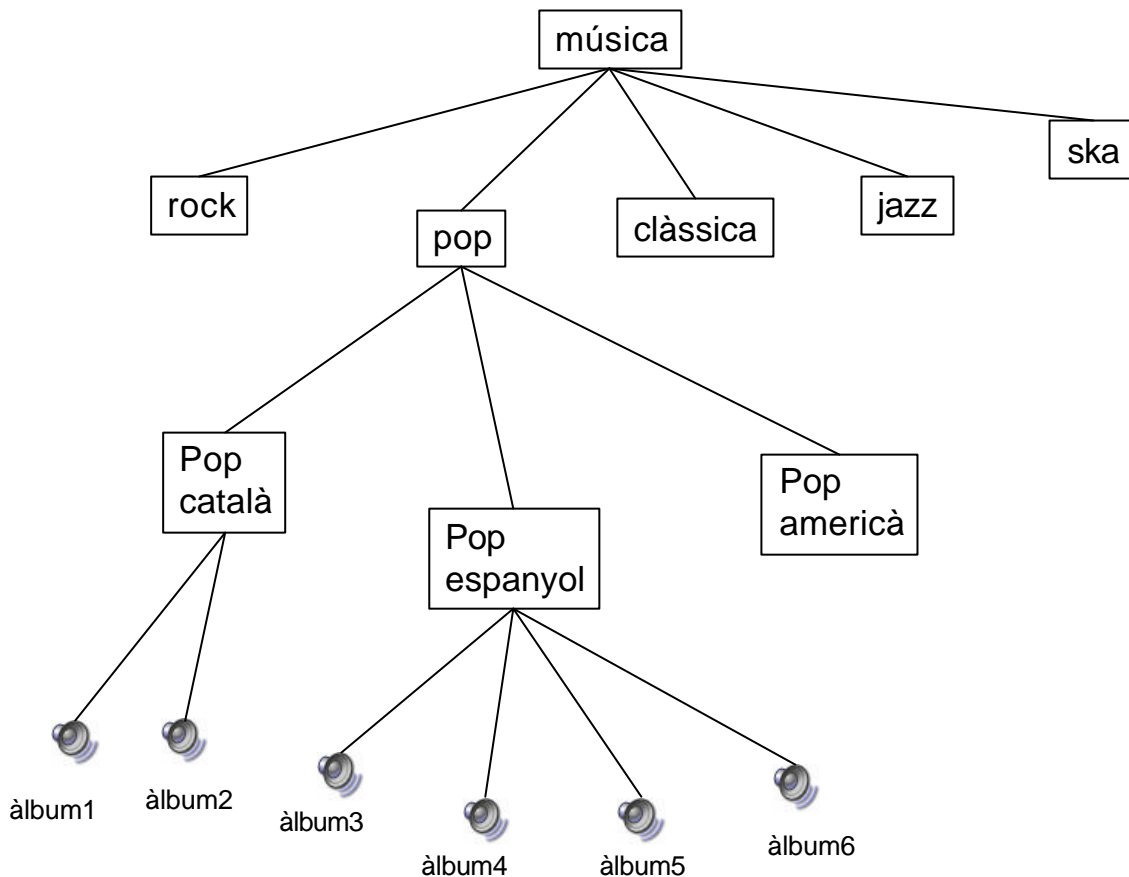 música
rock
pop
clàssica
jazz
ska
Pop
català
Pop
espanyol
Pop
americà
àlbum1
àlbum2
àlbum3
àlbum4
àlbum5
àlbum6